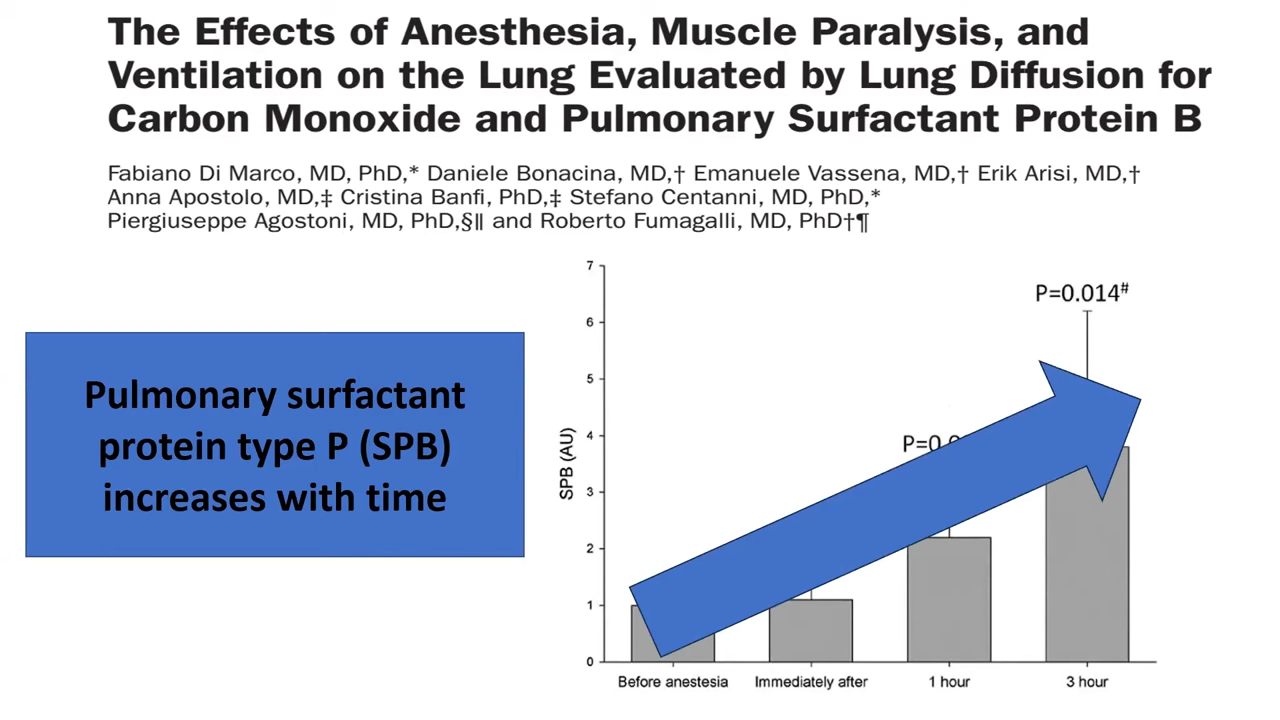 The Effects of Anesthesia, Muscle Paralysis, and
Ventilation on the Lung Evaluated by Lung Diffusion for
Carbon Monoxide and Pulmonary Surfactant Protein B
Fabiano Di Marco, MD, PhD,* Daniele Bonacina, MD,† Emanuele Vassena, MD,† Erik Arisi, MD,†
Anna Apostolo, MD,‡ Cristina Banfi, PhD,‡ Stefano Centanni, MD, PhD,*
Piergiuseppe Agostoni, MD, PhD,§|| and Roberto Fumagalli, MD, PhD†¶
Pulmonary surfactant
protein type P (SPB)
increases with time
SPB (AU)
7
6
5
4
3
2
1
0
P=0.014#
Before anestesia
Immediately after
1 hour
3 hour